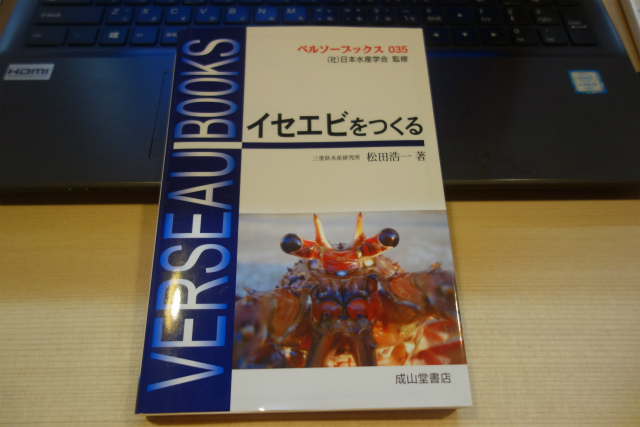 ベルソーブックス 035
(社)日本水産学会 監修
イセエビをつくる
三重県水産研究所 松田浩一 著
成山堂書店
VERSEAU BOOKS
HDMI